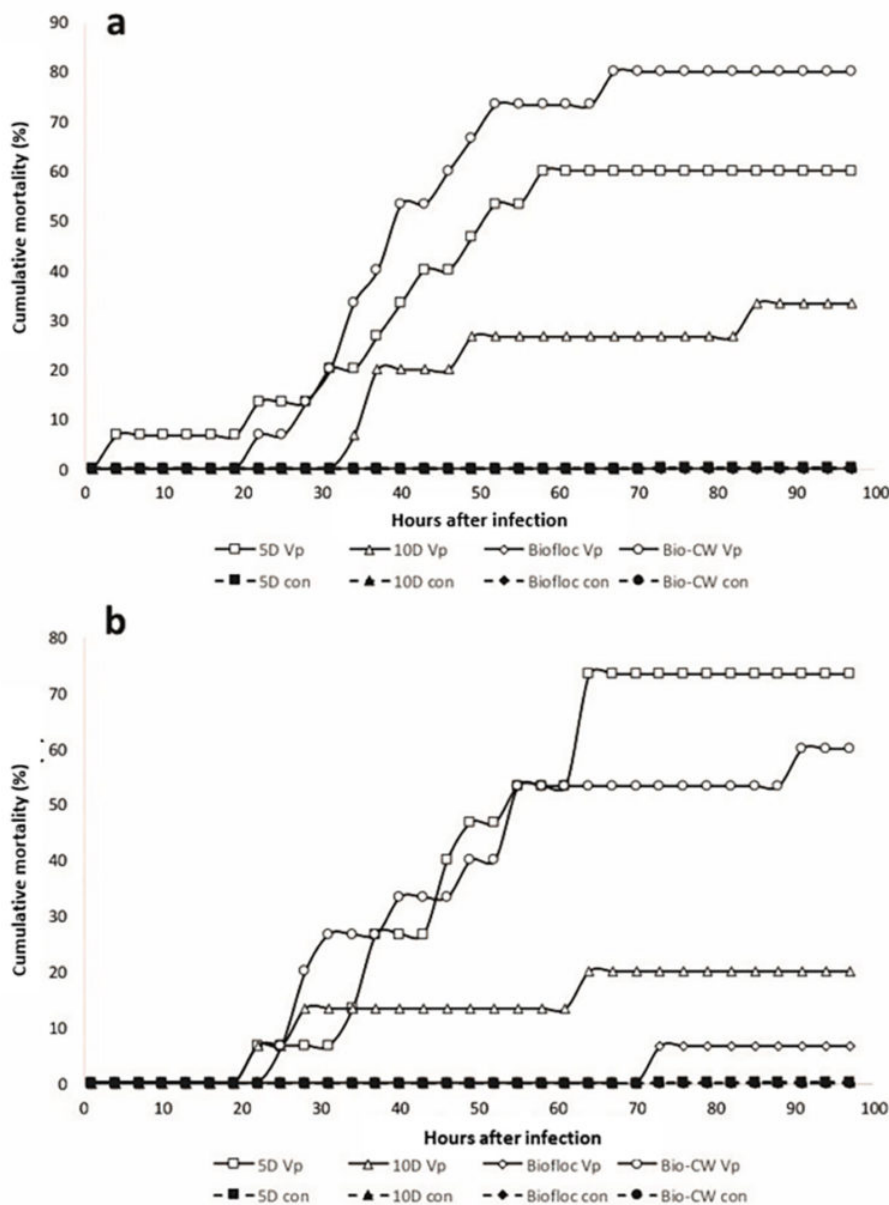 a
90
80
70
60
50
40
30
20
10
0
Cumulative mortality (%)
0 10 20 30 40 50 60 70 80 90 100
Hours after infection
5D Vp 10D Vp Biofloc Vp Bio-CW Vp
5D con 10D con Biofloc con Bio-CW con
b
80
70
60
50
40
30
20
10
0
Cumulative mortality (%)
0 10 20 30 40 50 60 70 80 90 100
Hours after infection
5D Vp 10D Vp Biofloc Vp Bio-CW Vp
5D con 10D con Biofloc con Bio-CW con